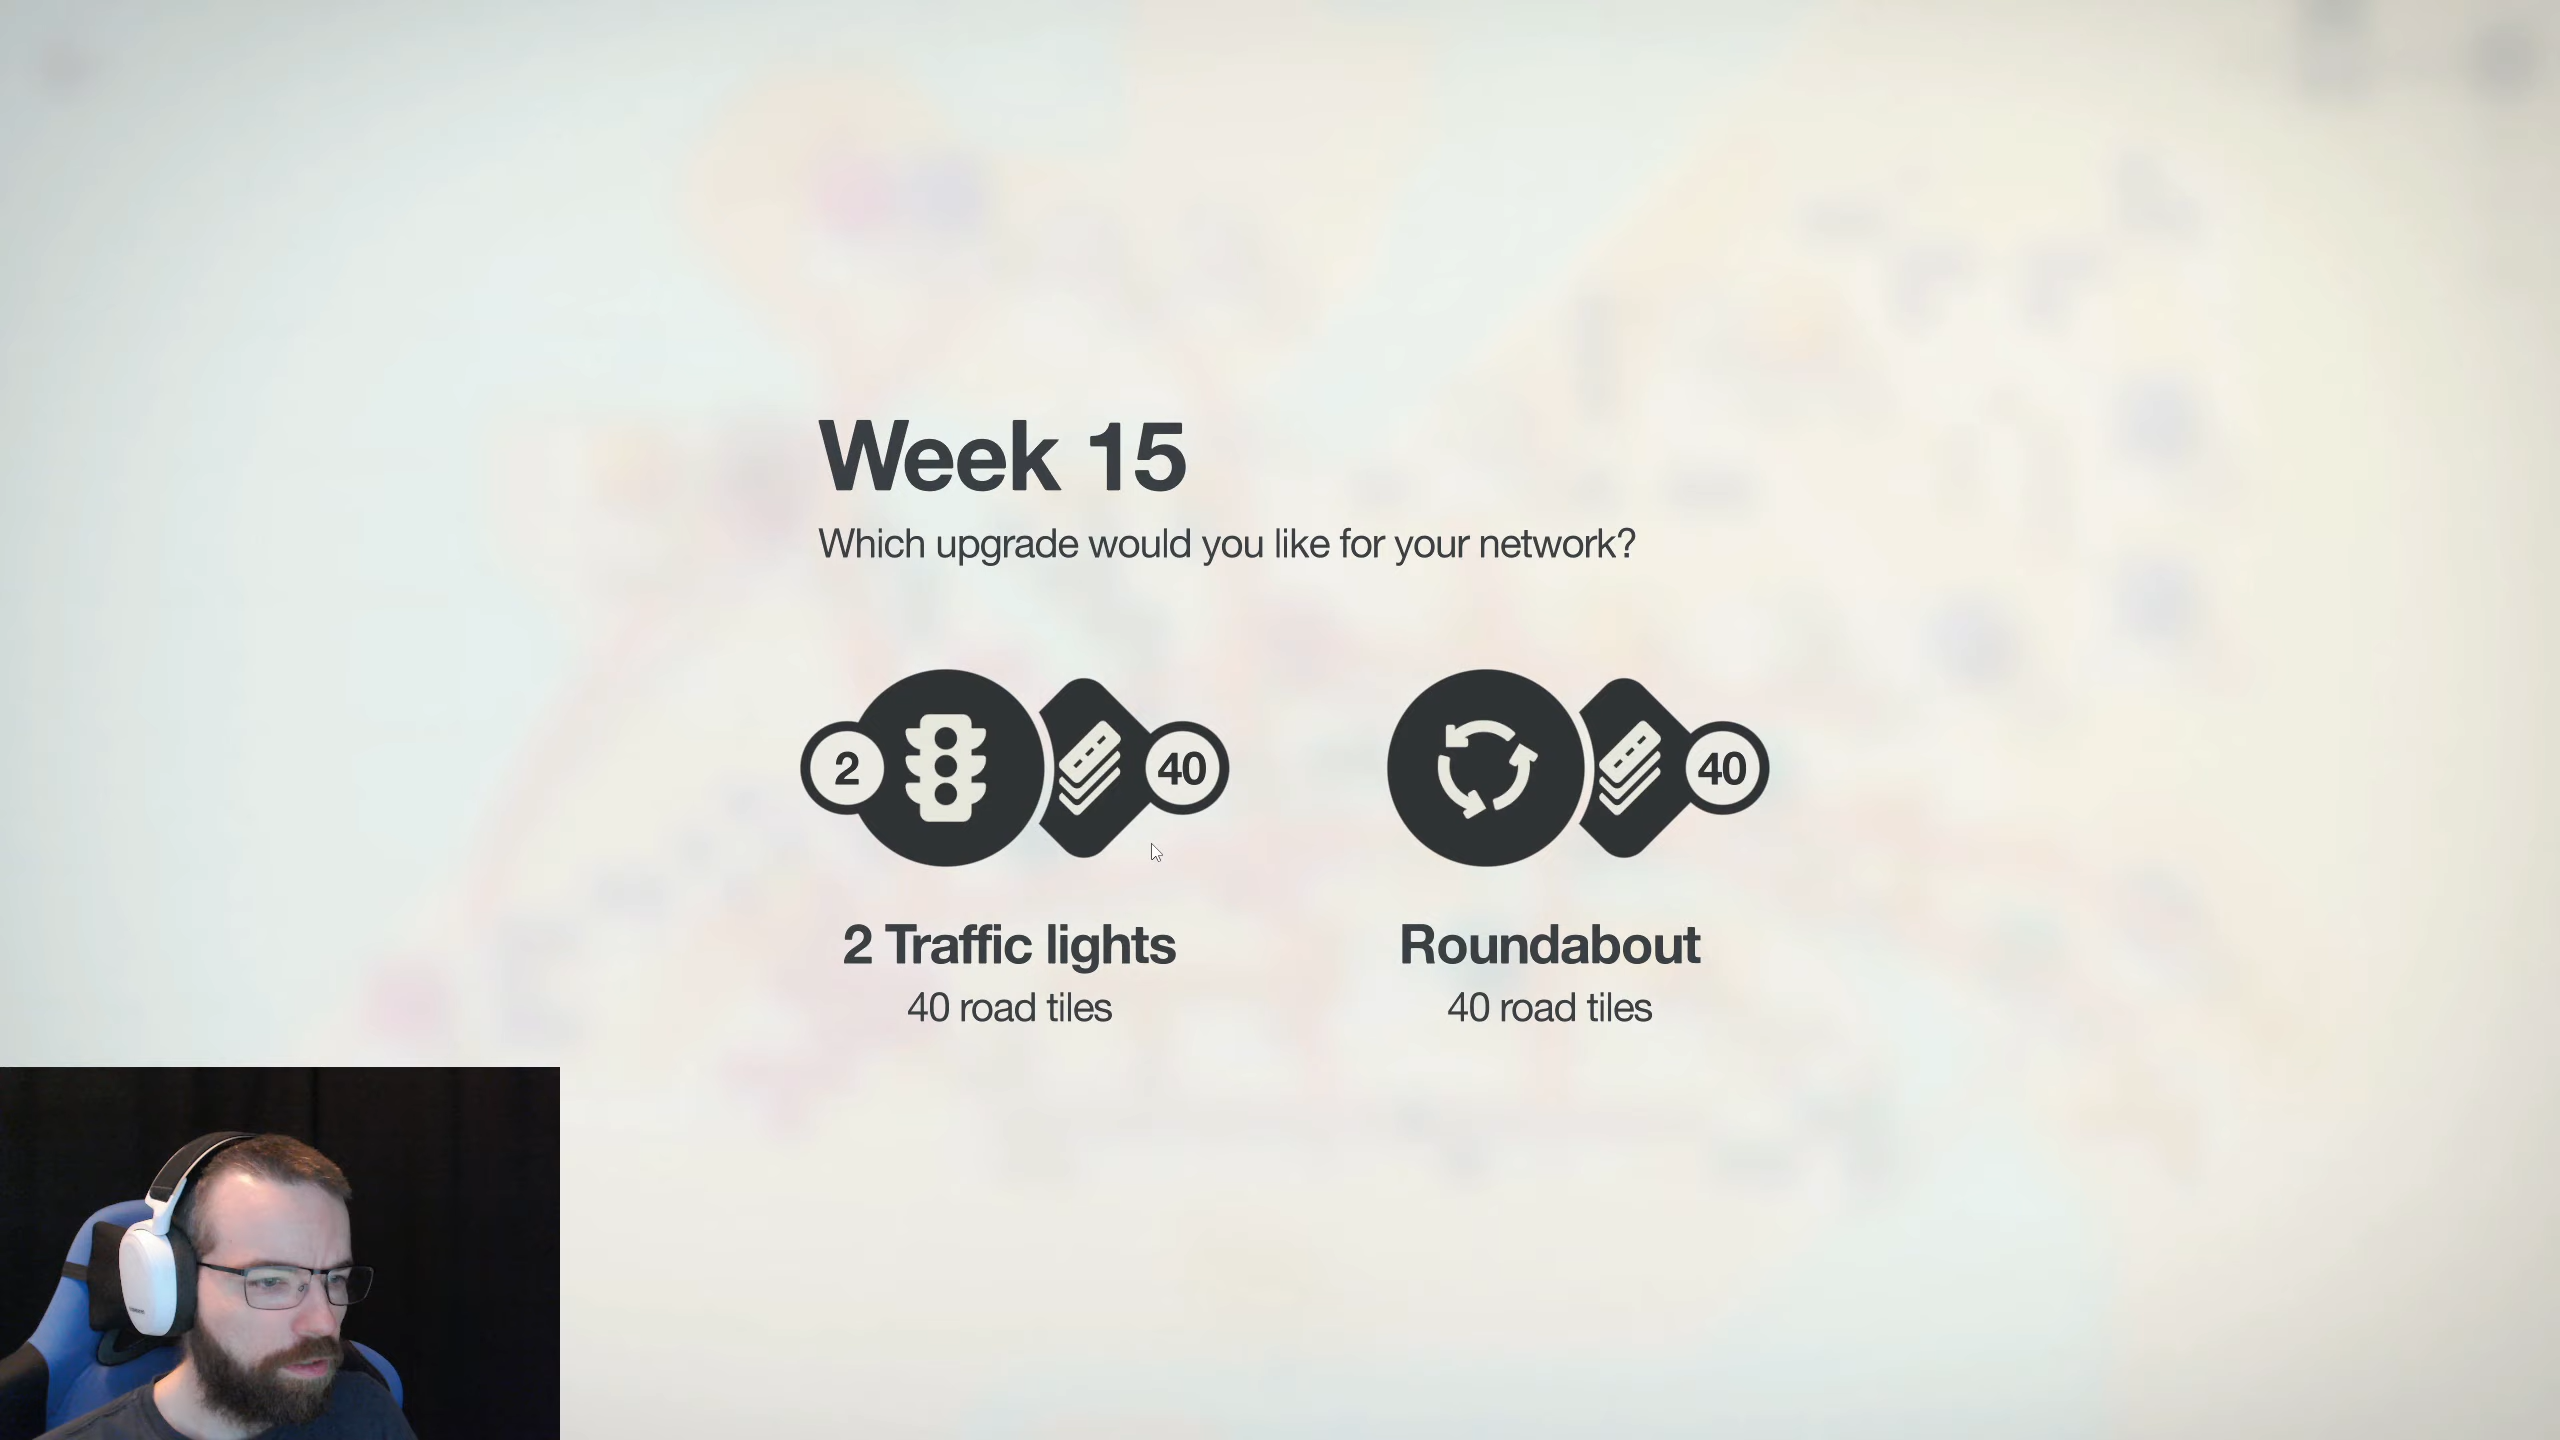 Week 15
Which upgrade would you like for your network?
2
40
40
2 Traffic lights
Roundabout
40 road tiles
40 road tiles